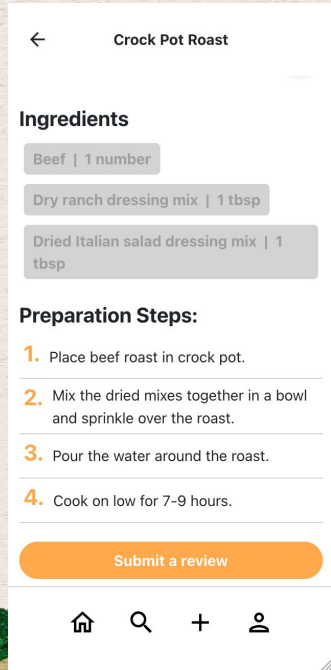 Crock Pot Roast
Ingredients
Beef | 1 number
Dry ranch dressing mix | 1 tbsp
Dried Italian salad dressing mix | 1
tbsp
Preparation Steps:
1. Place beef roast in crock pot.
2. Mix the dried mixes together in a bowl
and sprinkle over the roast.
3. Pour the water around the roast.
4. Cook on low for 7-9 hours.
Submit a review